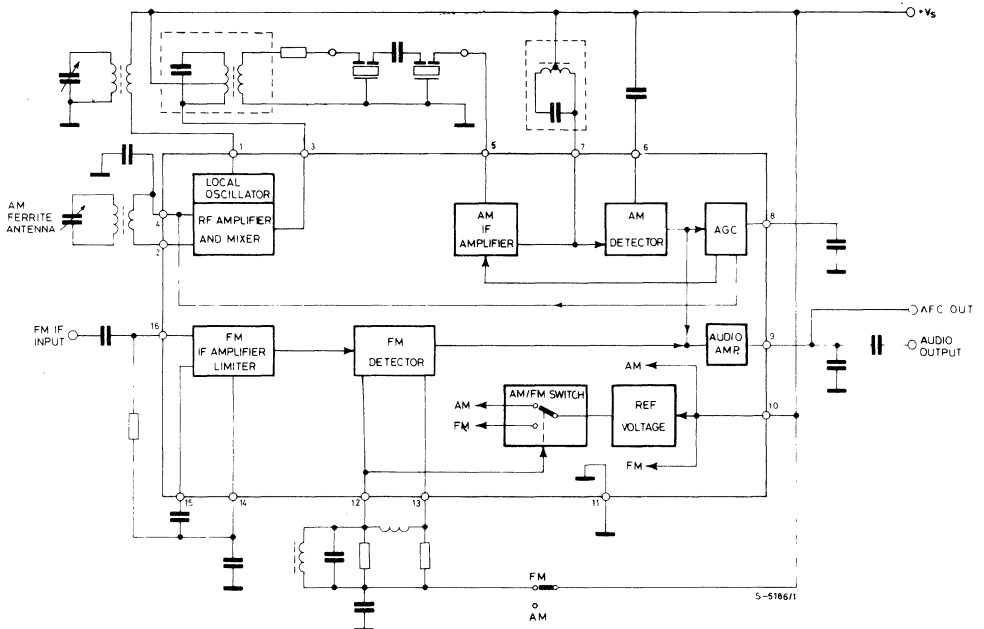 +Vs
1
3
5
7
6
LOCAL
OSCILLATOR
RF AMPLIFIER
AND MIXER
AM
FERRITE
ANTENNA
4
2
AM
IF
AMPLIFIER
AM
DETECTOR
AGC
8
AFC OUT
FM IF
INPUT
16
FM
IF AMPLIFIER
LIMITER
FM
DETECTOR
AUDIO
AMP.
9
AUDIO
OUTPUT
AM
AM/FM SWITCH
AM
FM
REF
VOLTAGE
10
FM
15
14
12
13
11
FM
AM
S-5186/1